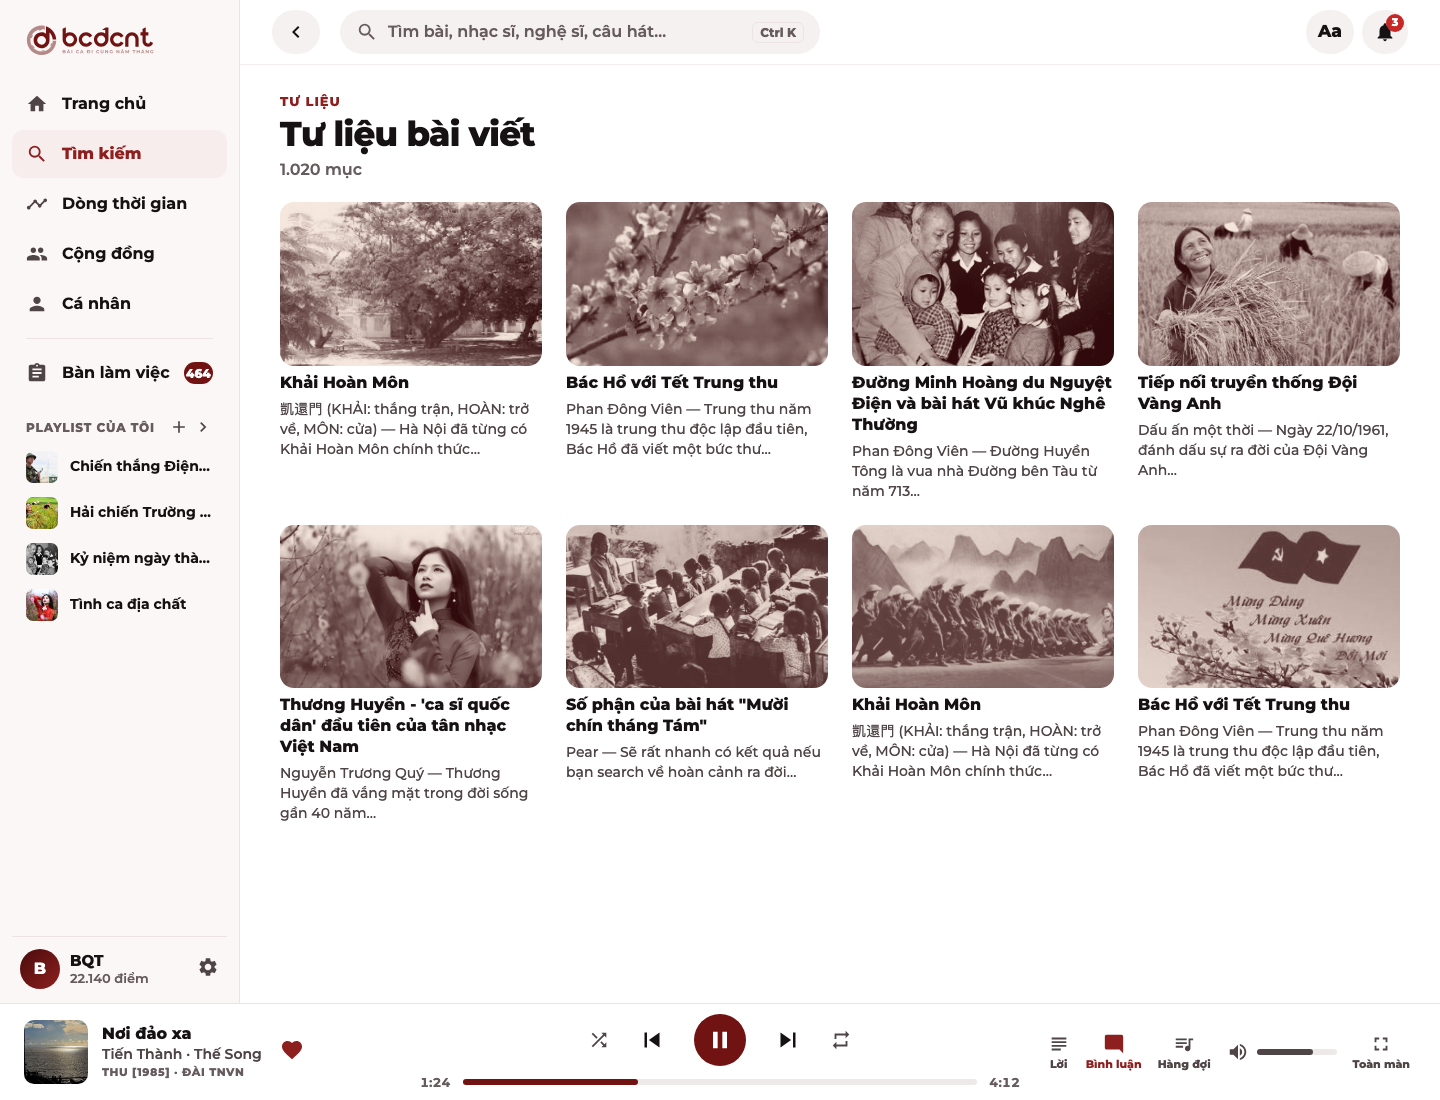 bcdcnt
BÀI CA ĐI CÙNG NĂM THÁNG
Trang chủ
Tìm kiếm
Dòng thời gian
Cộng đồng
Cá nhân
Bàn làm việc 464
PLAYLIST CỦA TÔI
Chiến thắng Điện...
Hải chiến Trường ...
Kỷ niệm ngày thà...
Tình ca địa chất
B
BQT
22.140 điểm
Tìm bài, nhạc sĩ, nghệ sĩ, câu hát...
Ctrl K
Aa
3
TƯ LIỆU
Tư liệu bài viết
1.020 mục
Khải Hoàn Môn
凱還門 (KHẢI: thắng trận, HOÀN: trở
về, MÔN: cửa) — Hà Nội đã từng có
Khải Hoàn Môn chính thức...
Bác Hồ với Tết Trung thu
Phan Đông Viên — Trung thu năm
1945 là trung thu độc lập đầu tiên,
Bác Hồ đã viết một bức thư...
Đường Minh Hoàng du Nguyệt
Điện và bài hát Vũ khúc Nghê
Thường
Phan Đông Viên — Đường Huyền
Tông là vua nhà Đường bên Tàu từ
năm 713...
Tiếp nối truyền thống Đội
Vàng Anh
Dấu ấn một thời — Ngày 22/10/1961,
đánh dấu sự ra đời của Đội Vàng
Anh...
Thương Huyền - 'ca sĩ quốc
dân' đầu tiên của tân nhạc
Việt Nam
Nguyễn Trương Quý — Thương
Huyền đã vắng mặt trong đời sống
gần 40 năm...
Số phận của bài hát "Mười
chín tháng Tám"
Pear — Sẽ rất nhanh có kết quả nếu
bạn search về hoàn cảnh ra đời...
Khải Hoàn Môn
凱還門 (KHẢI: thắng trận, HOÀN: trở
về, MÔN: cửa) — Hà Nội đã từng có
Khải Hoàn Môn chính thức...
Mừng Đảng
Mừng Xuân
Mừng Quê Hương
Đổi Mới
Bác Hồ với Tết Trung thu
Phan Đông Viên — Trung thu năm
1945 là trung thu độc lập đầu tiên,
Bác Hồ đã viết một bức thư...
Nơi đảo xa
Tiến Thành · Thế Song
THU [1985] · ĐÀI TNVN
1:24
4:12
Lời
Bình luận
Hàng đợi
Toàn màn